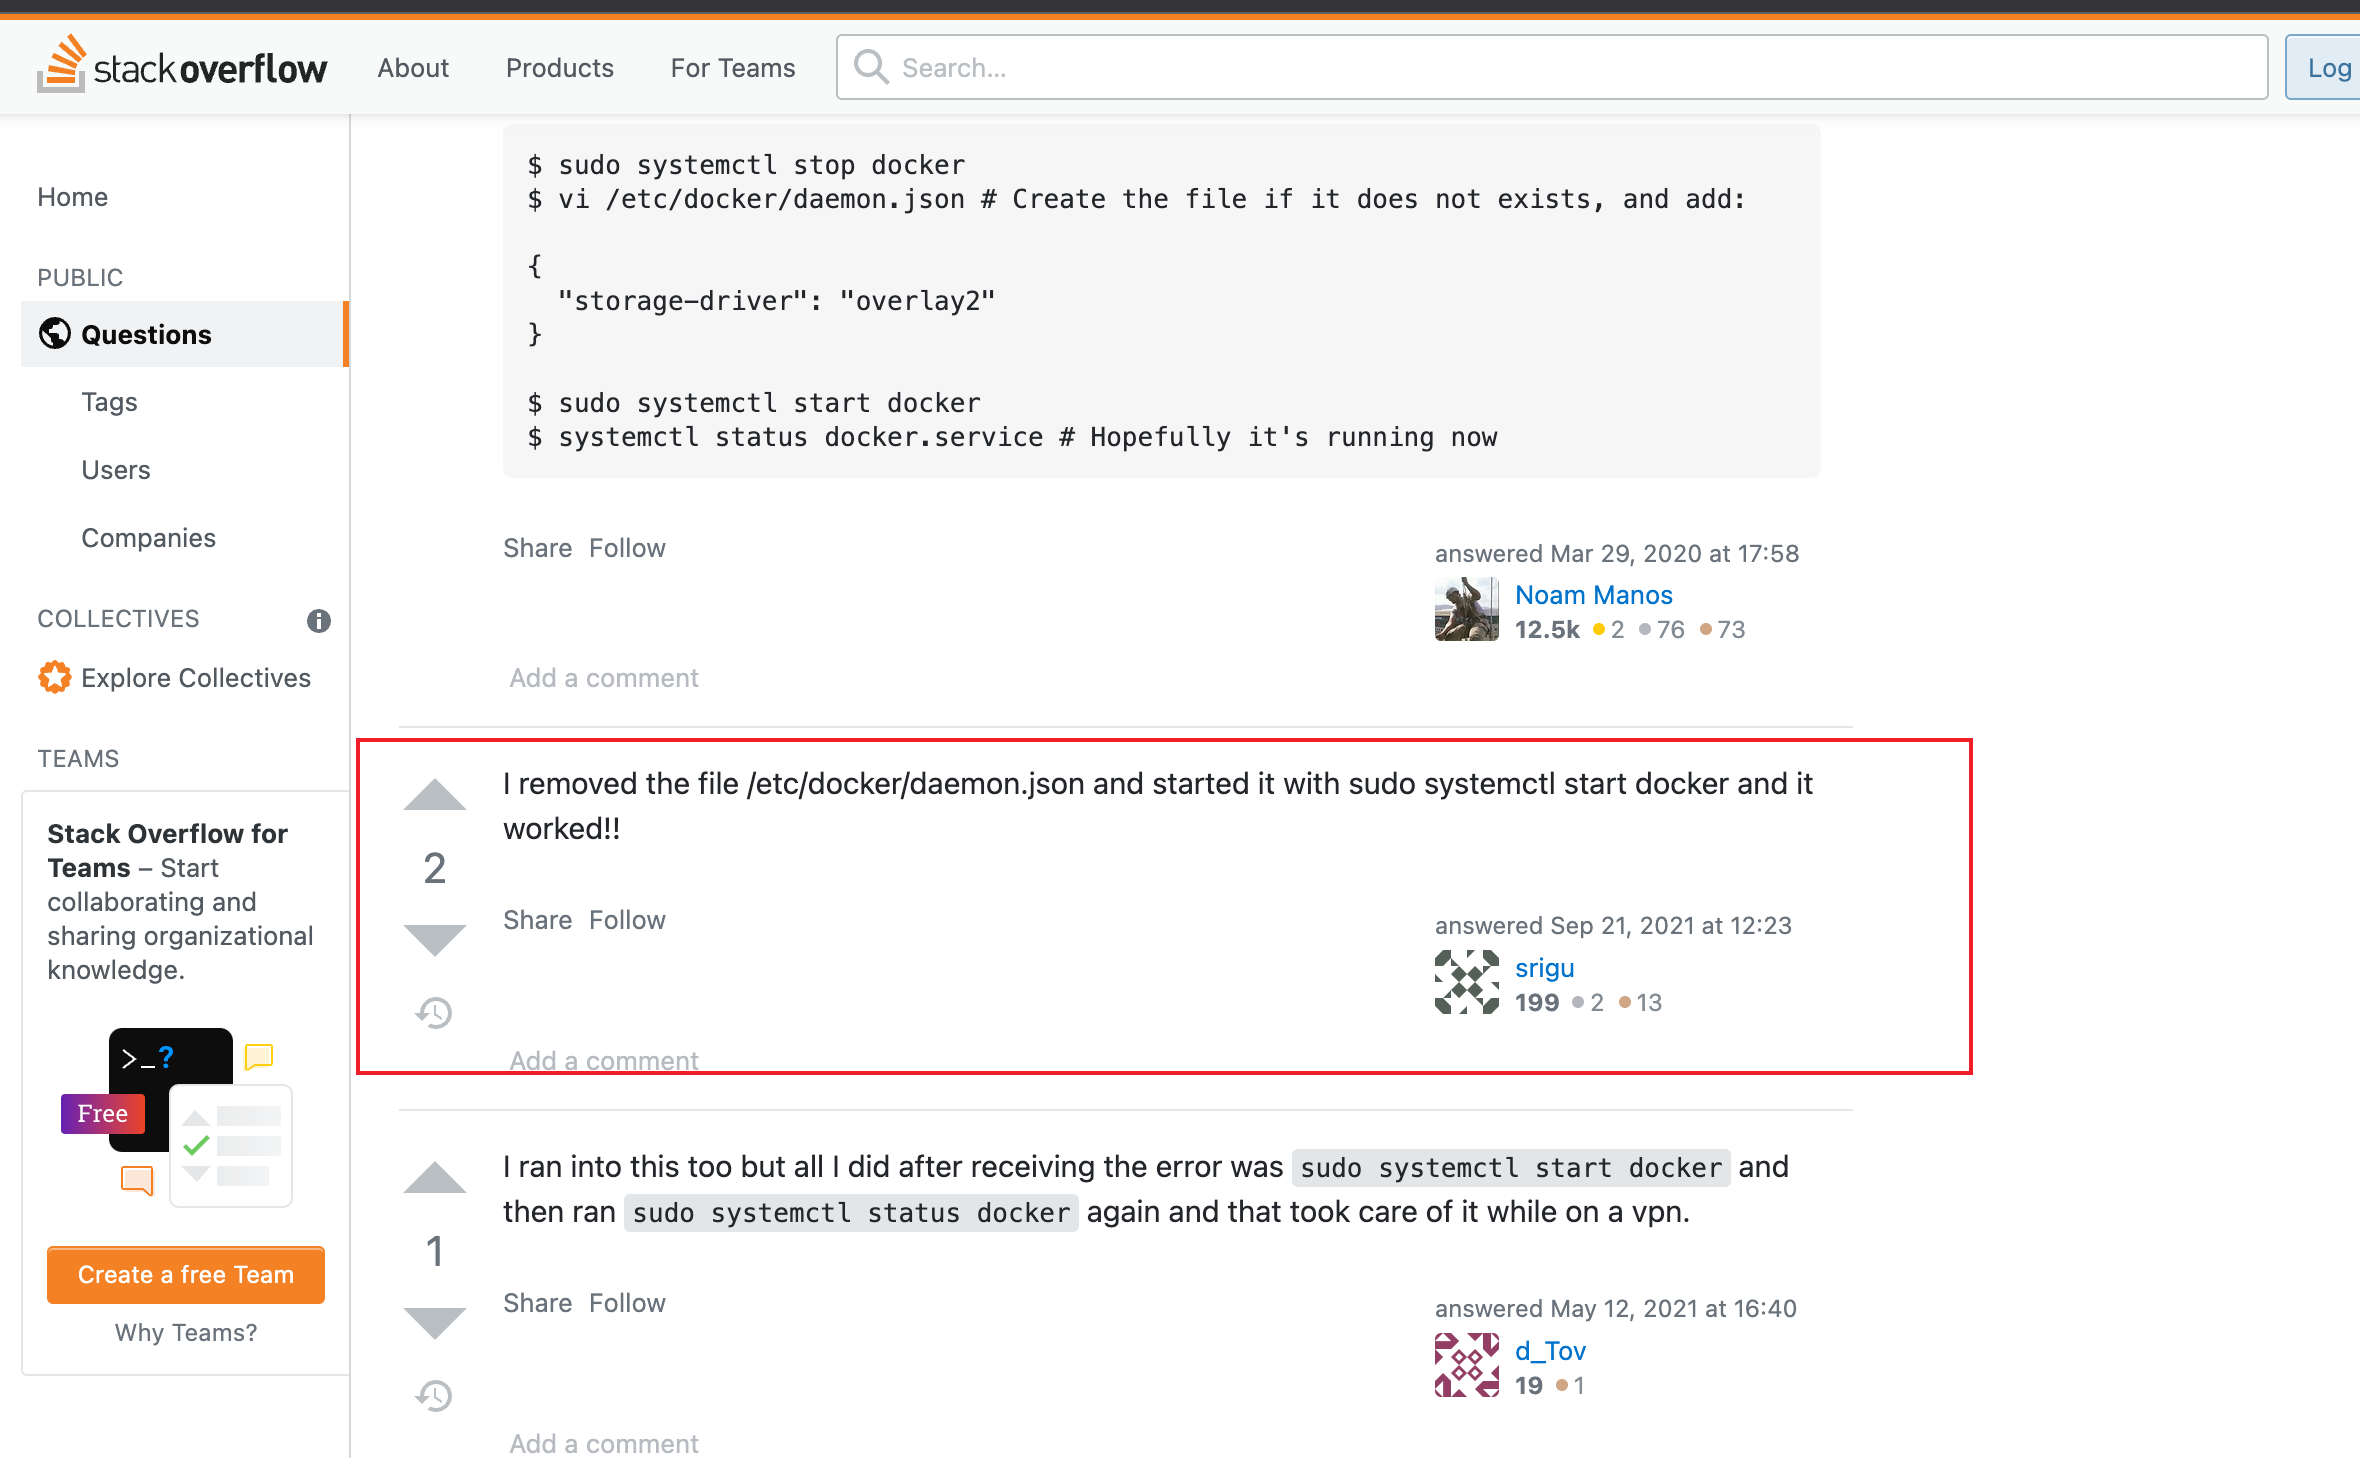 stackoverflow About Products For Teams Search... Log
Home
PUBLIC
Questions
Tags
Users
Companies
COLLECTIVES
Explore Collectives
TEAMS
Stack Overflow for
Teams – Start
collaborating and
sharing organizational
knowledge.
>_?
Free
Create a free Team
Why Teams?
$ sudo systemctl stop docker
$ vi /etc/docker/daemon.json # Create the file if it does not exists, and add:
{
"storage-driver": "overlay2"
}
$ sudo systemctl start docker
$ systemctl status docker.service # Hopefully it's running now
Share Follow
answered Mar 29, 2020 at 17:58
Noam Manos
12.5k 2 76 73
Add a comment
I removed the file /etc/docker/daemon.json and started it with sudo systemctl start docker and it
worked!!
2
Share Follow
answered Sep 21, 2021 at 12:23
srigu
199 2 13
Add a comment
I ran into this too but all I did after receiving the error was sudo systemctl start docker and
then ran sudo systemctl status docker again and that took care of it while on a vpn.
1
Share Follow
answered May 12, 2021 at 16:40
d_Tov
19 1
Add a comment